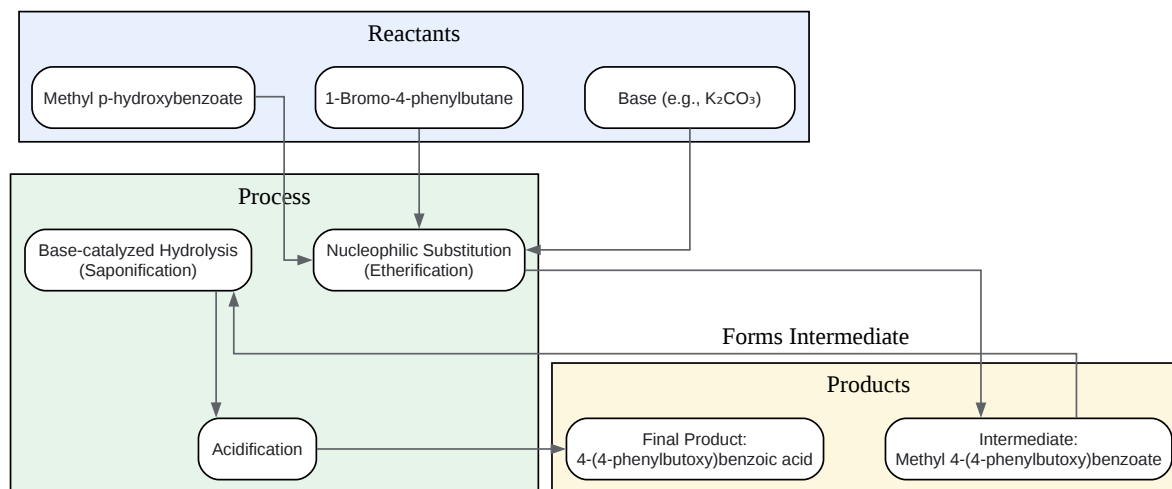 Reactants
Methyl p-hydroxybenzoate
1-Bromo-4-phenylbutane
Base (e.g., K₂CO₃)
Process
Base-catalyzed Hydrolysis
(Saponification)
Nucleophilic Substitution
(Etherification)
Forms Intermediate
Products
Acidification
Final Product:
4-(4-phenylbutoxy)benzoic acid
Intermediate:
Methyl 4-(4-phenylbutoxy)benzoate